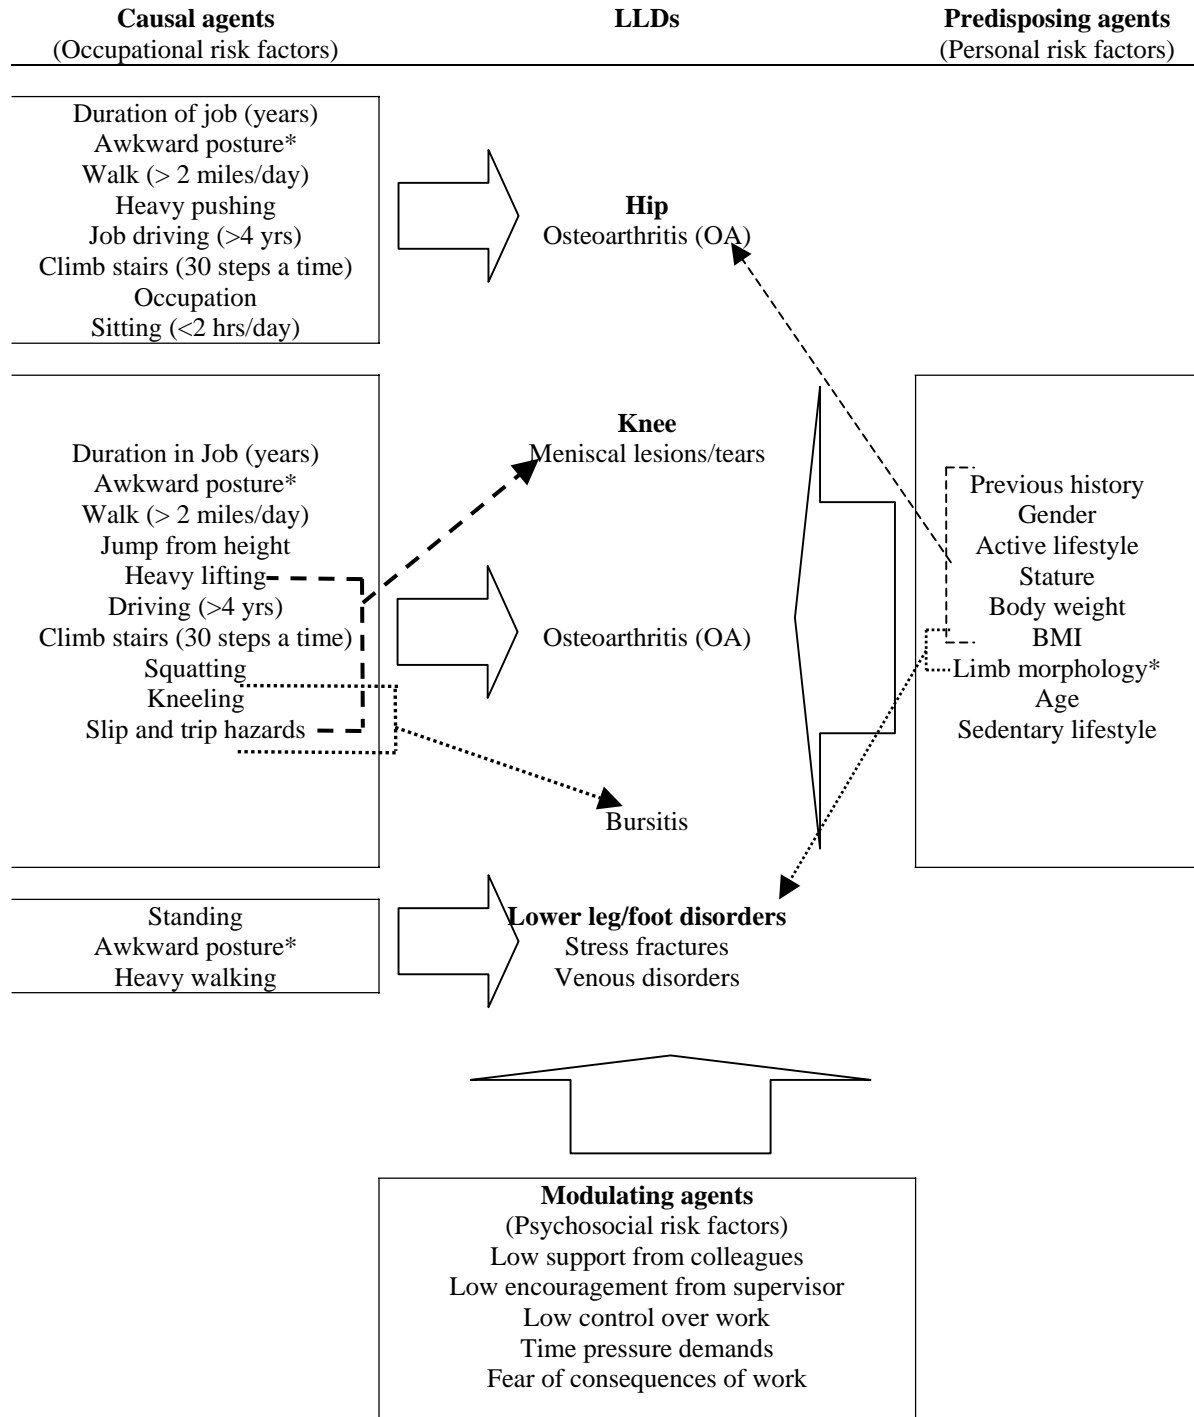 Causal agents
(Occupational risk factors)
LLDs
Predisposing agents
(Personal risk factors)
Duration of job (years)
Awkward posture*
Walk (> 2 miles/day)
Heavy pushing
Job driving (>4 yrs)
Climb stairs (30 steps a time)
Occupation
Sitting (<2 hrs/day)
Hip
Osteoarthritis (OA)
Duration in Job (years)
Awkward posture*
Walk (> 2 miles/day)
Jump from height
Heavy lifting
Driving (>4 yrs)
Climb stairs (30 steps a time)
Squatting
Kneeling
Slip and trip hazards
Knee
Meniscal lesions/tears
Osteoarthritis (OA)
Bursitis
Previous history
Gender
Active lifestyle
Stature
Body weight
BMI
Limb morphology*
Age
Sedentary lifestyle
Standing
Awkward posture*
Heavy walking
Lower leg/foot disorders
Stress fractures
Venous disorders
Modulating agents
(Psychosocial risk factors)
Low support from colleagues
Low encouragement from supervisor
Low control over work
Time pressure demands
Fear of consequences of work